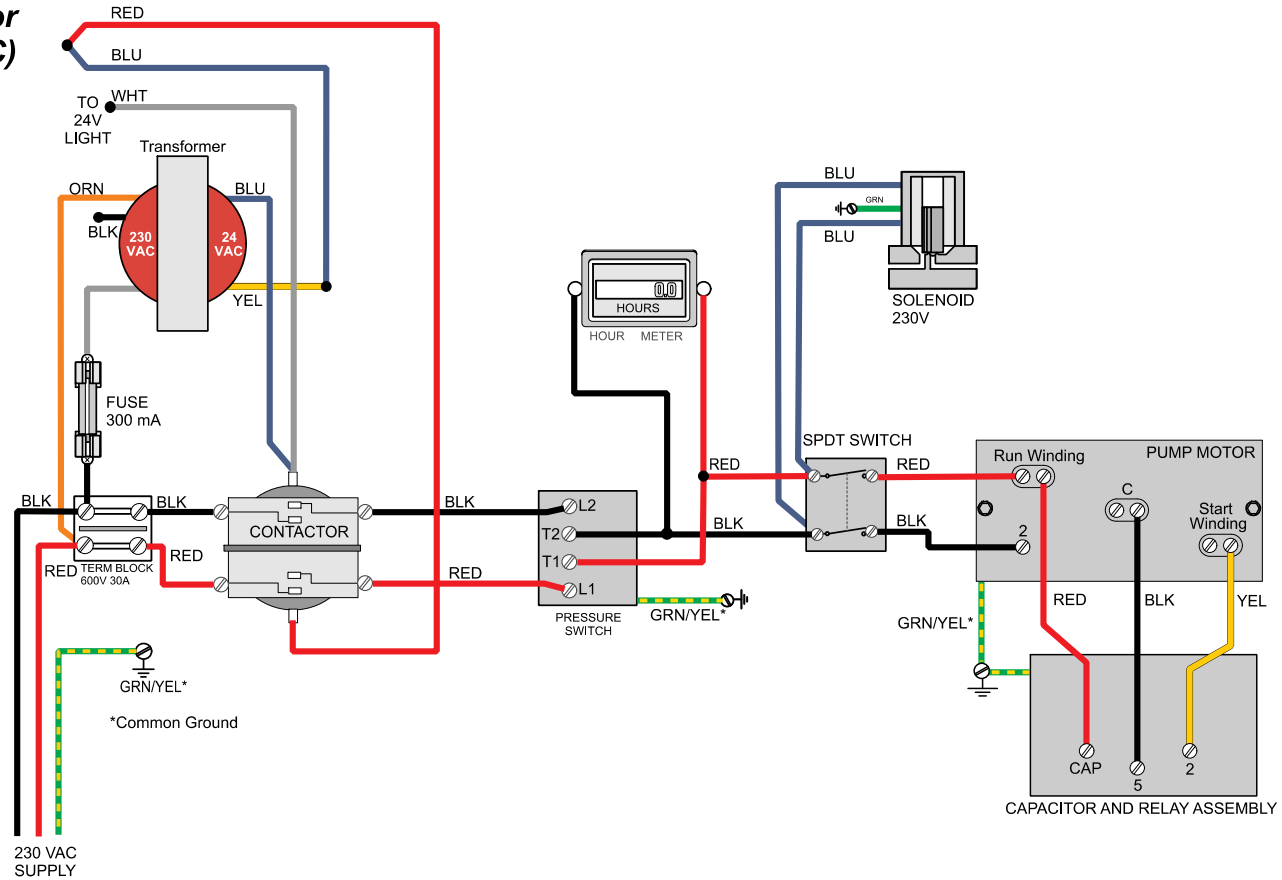 or
C)
RED
BLU
WHT
TO
24V
LIGHT
Transformer
ORN
BLU
BLK
230
VAC
24
VAC
YEL
FUSE
300 mA
BLK
BLK
RED
RED
TERM BLOCK
600V 30A
CONTACTOR
BLK
RED
GRN/YEL*
*Common Ground
230 VAC
SUPPLY
0.0
HOURS
HOUR METER
L2
T2
T1
L1
PRESSURE
SWITCH
GRN/YEL*
RED
BLK
BLU
GRN
BLU
SOLENOID
230V
SPDT SWITCH
RED
BLK
Run Winding
PUMP MOTOR
C
Start
Winding
2
RED
BLK
YEL
GRN/YEL*
CAP
5
2
CAPACITOR AND RELAY ASSEMBLY